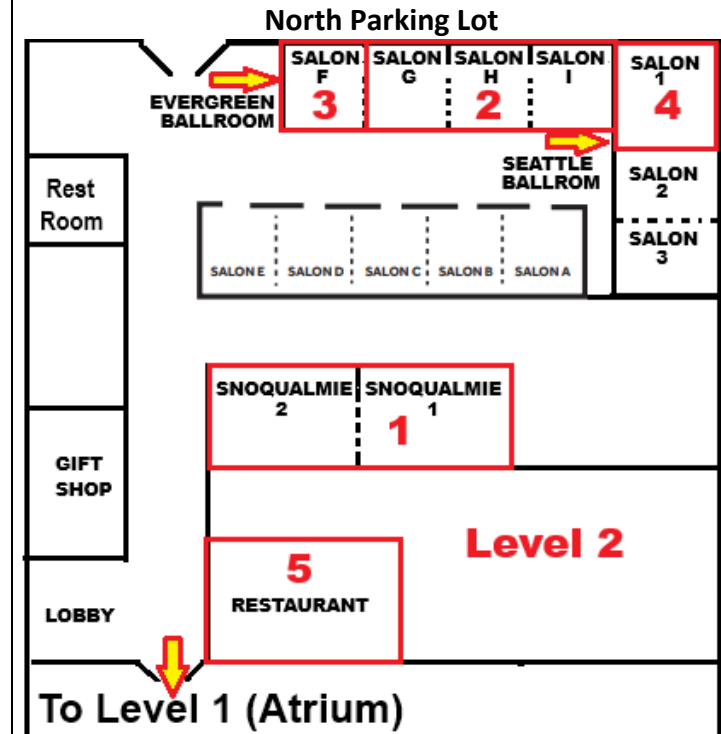 North Parking Lot
SALON F
SALON G
SALON H
SALON I
SALON 1
3
2
4
EVERGREEN
BALLROOM
SEATTLE
BALLROM
SALON
2
SALON
3
Rest
Room
SALON E SALON D SALON C SALON B SALON A
SNOQUALMIE
2
SNOQUALMIE
1
1
GIFT
SHOP
Level 2
5
RESTAURANT
LOBBY
To Level 1 (Atrium)